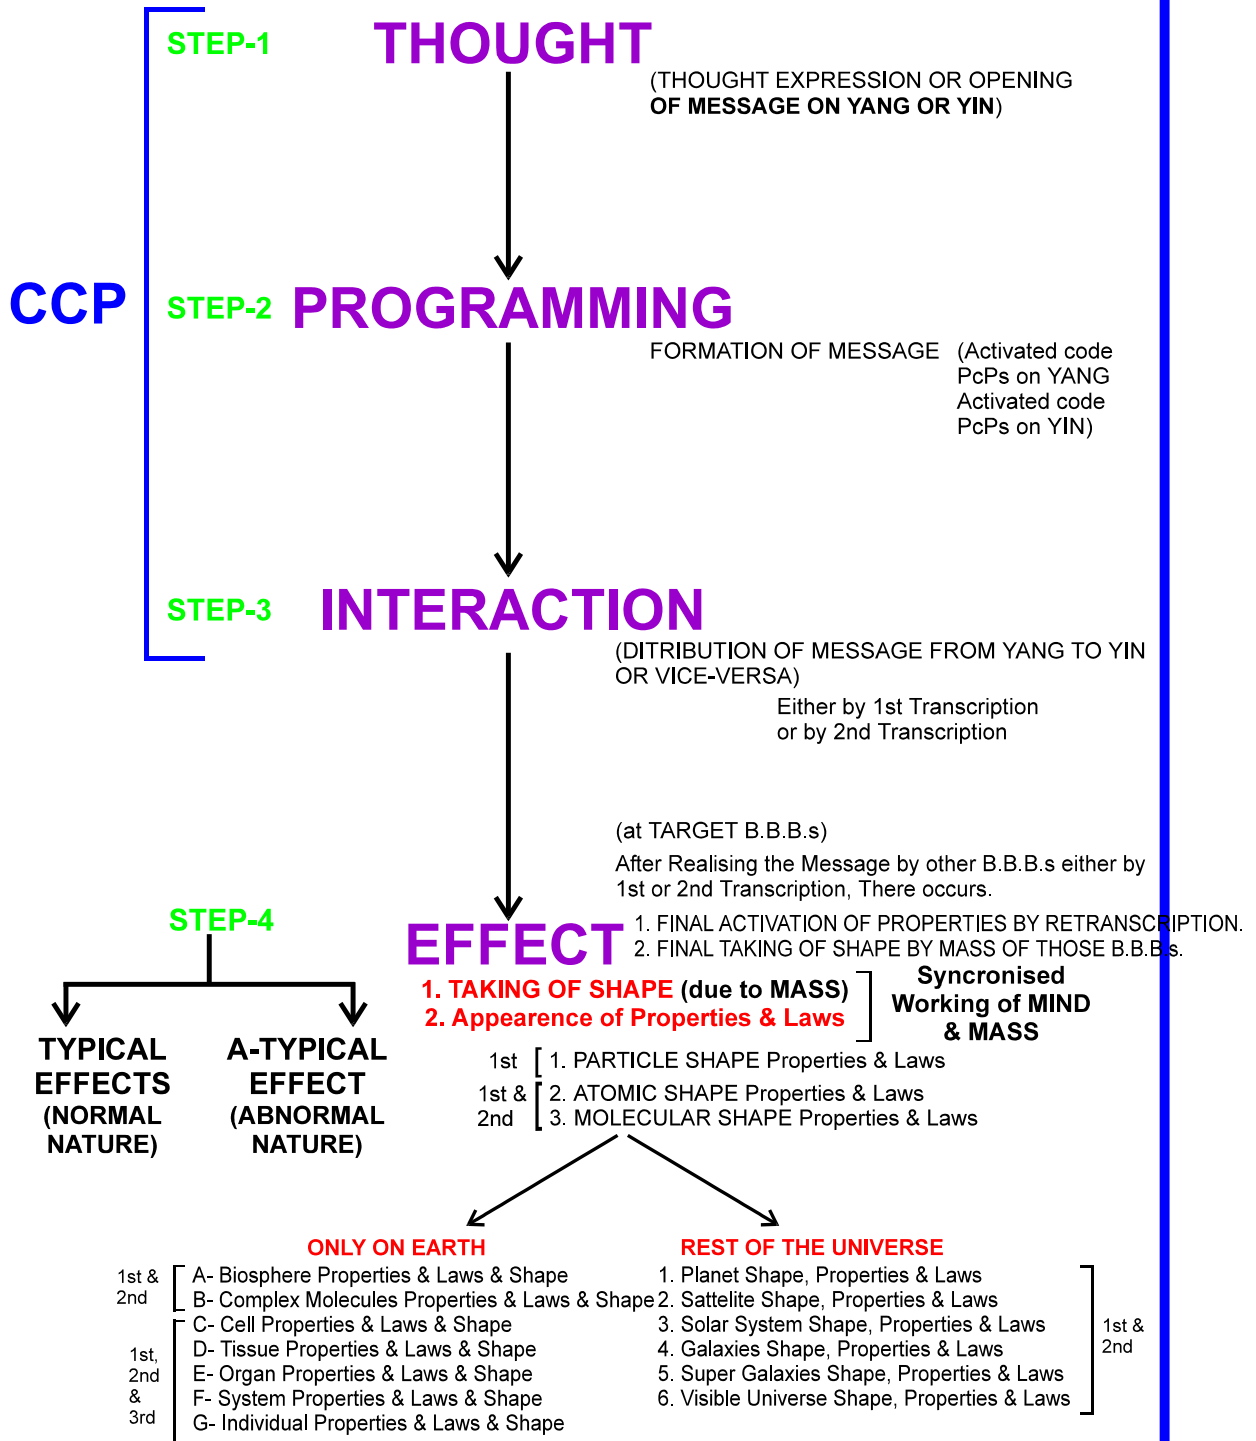 STEP-1
THOUGHT
(THOUGHT EXPRESSION OR OPENING
OF MESSAGE ON YANG OR YIN)
CCP
STEP-2
PROGRAMMING
FORMATION OF MESSAGE (Activated code
PcPs on YANG
Activated code
PcPs on YIN)
STEP-3
INTERACTION
(DITRIBUTION OF MESSAGE FROM YANG TO YIN
OR VICE-VERSA)
Either by 1st Transcription
or by 2nd Transcription
(at TARGET B.B.B.s)
After Realising the Message by other B.B.B.s either by
1st or 2nd Transcription, There occurs.
STEP-4
EFFECT
1. FINAL ACTIVATION OF PROPERTIES BY RETRANSCRIPTION.
2. FINAL TAKING OF SHAPE BY MASS OF THOSE B.B.B.s.
1. TAKING OF SHAPE (due to MASS)
2. Appearence of Properties & Laws
Syncronised
Working of MIND
& MASS
TYPICAL
EFFECTS
(NORMAL
NATURE)
A-TYPICAL
EFFECT
(ABNORMAL
NATURE)
1st
1. PARTICLE SHAPE Properties & Laws
1st &
2nd
2. ATOMIC SHAPE Properties & Laws
3. MOLECULAR SHAPE Properties & Laws
ONLY ON EARTH
1st &
2nd
A- Biosphere Properties & Laws & Shape
B- Complex Molecules Properties & Laws & Shape
1st,
2nd
&
3rd
C- Cell Properties & Laws & Shape
D- Tissue Properties & Laws & Shape
E- Organ Properties & Laws & Shape
F- System Properties & Laws & Shape
G- Individual Properties & Laws & Shape
REST OF THE UNIVERSE
1. Planet Shape, Properties & Laws
2. Sattelite Shape, Properties & Laws
3. Solar System Shape, Properties & Laws
4. Galaxies Shape, Properties & Laws
5. Super Galaxies Shape, Properties & Laws
6. Visible Universe Shape, Properties & Laws
1st &
2nd